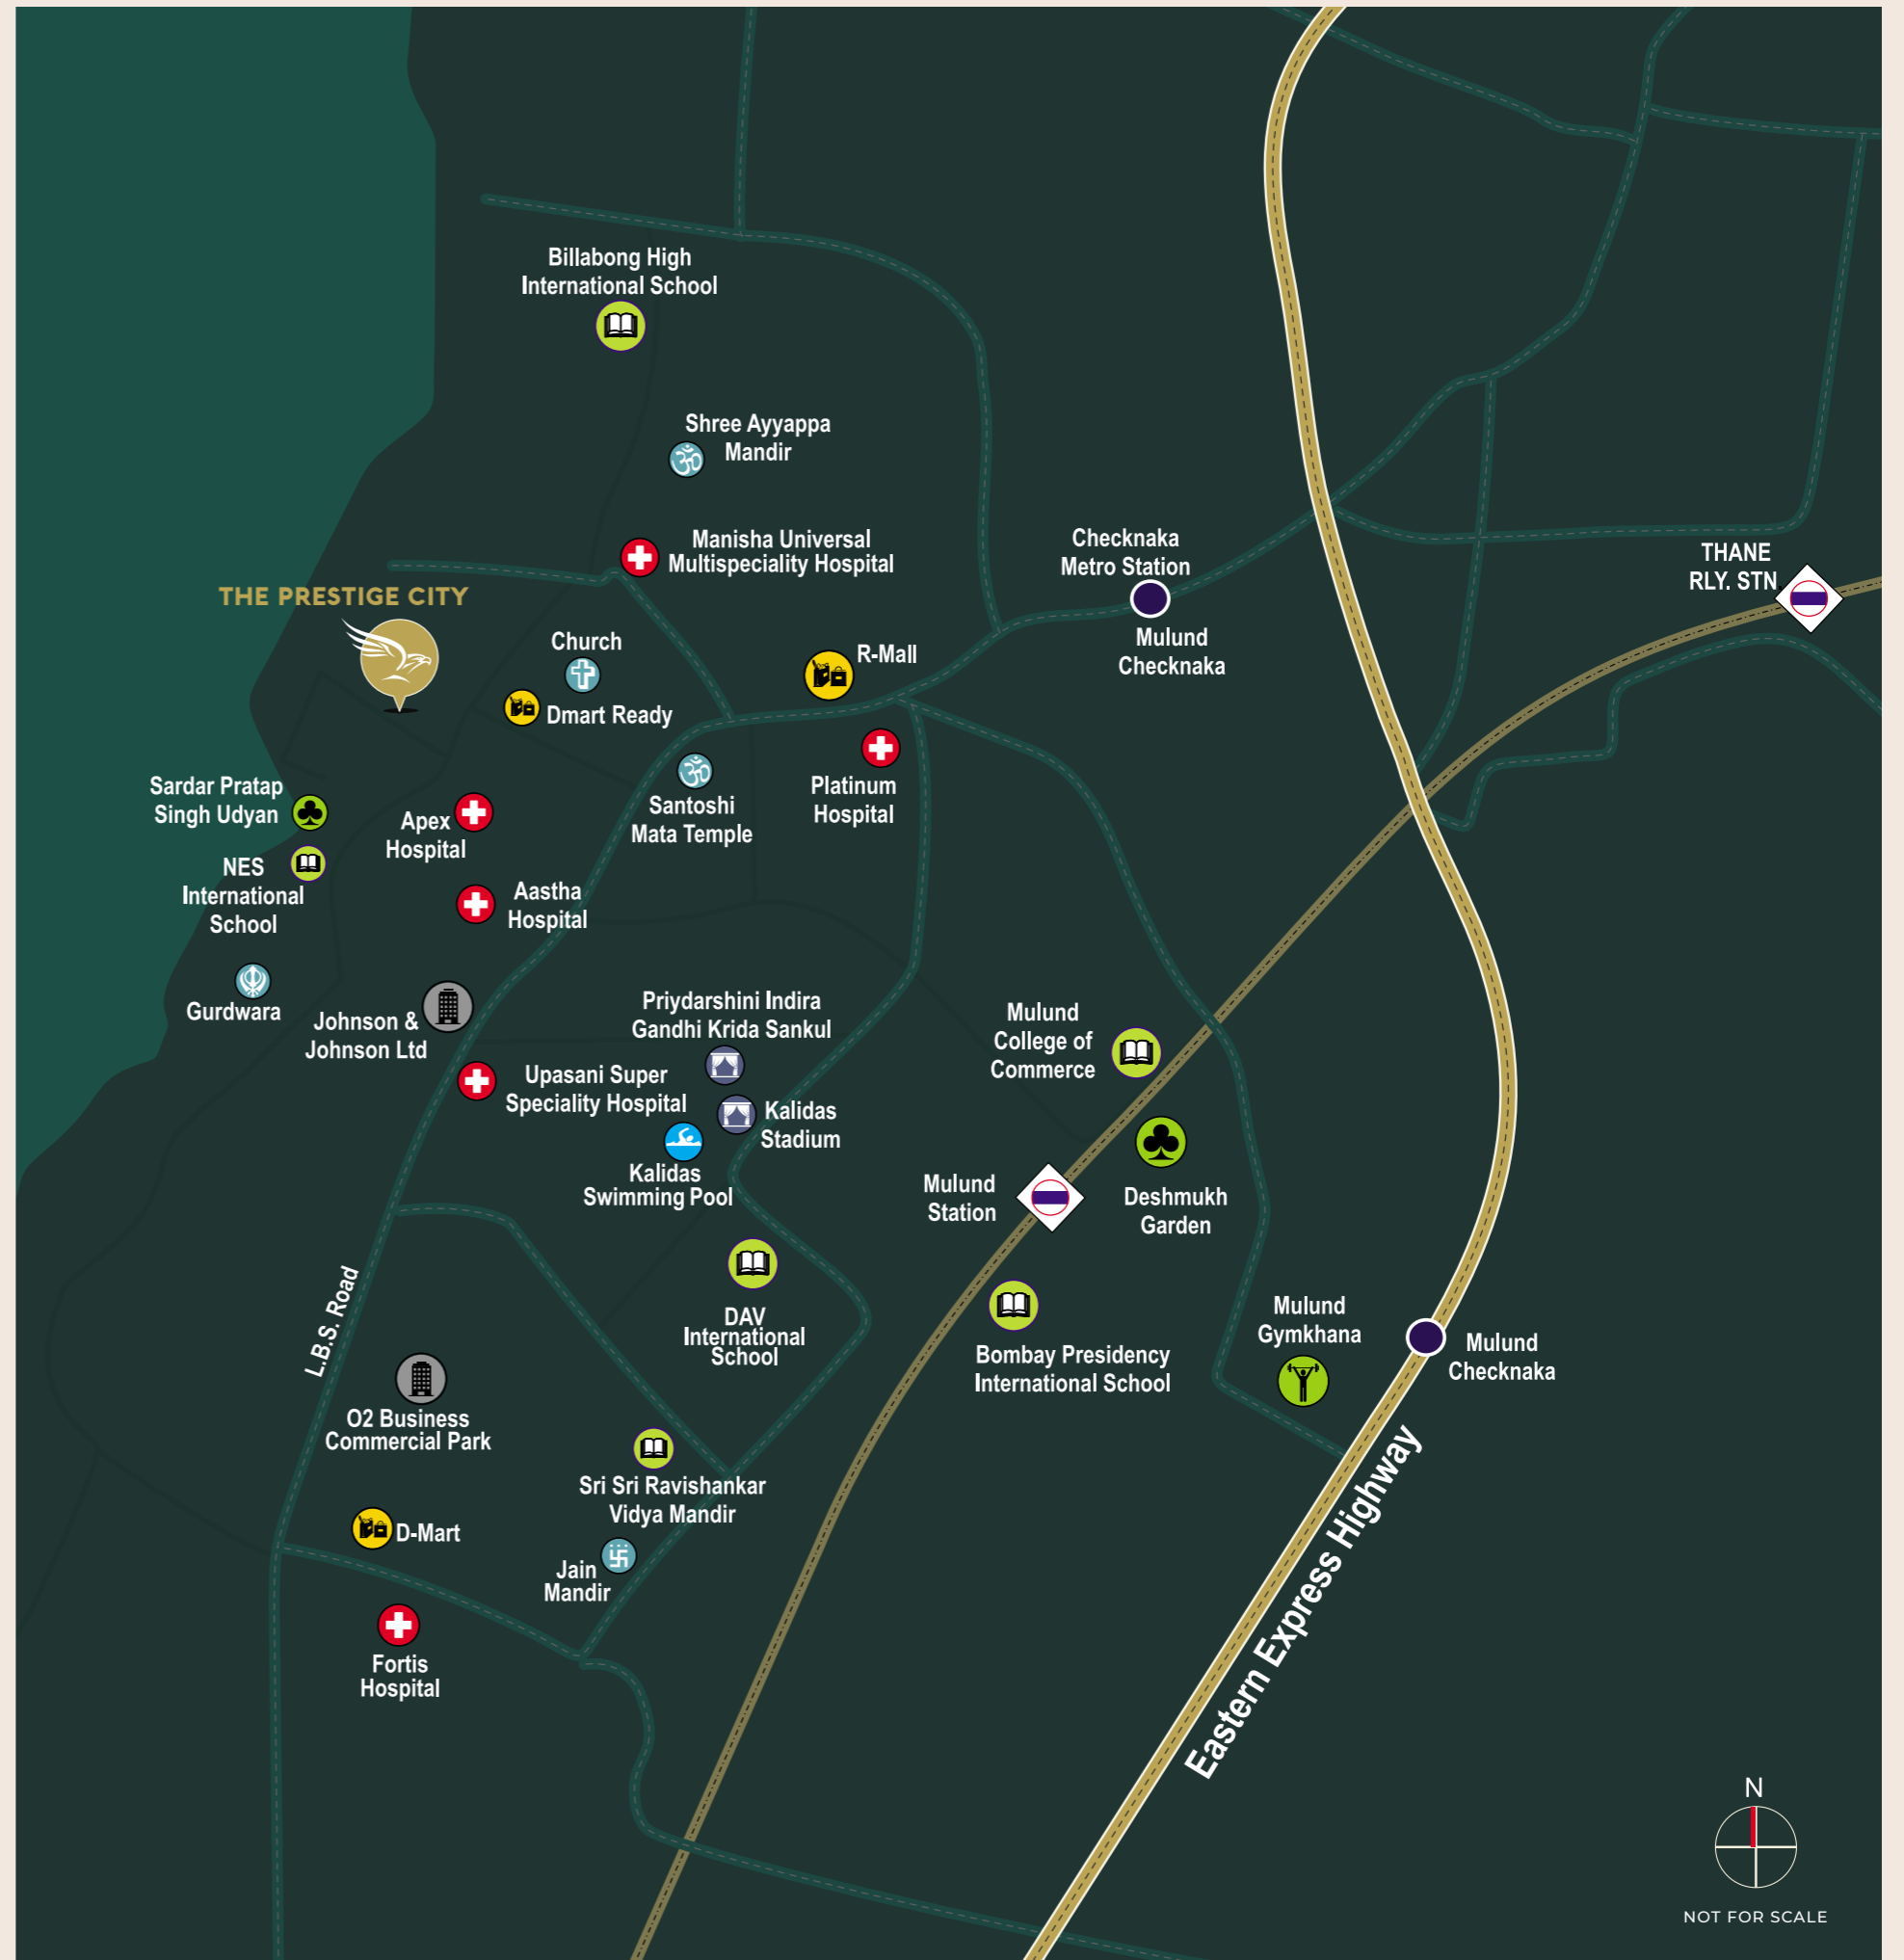 Billabong High
International School
Shree Ayyappa
Mandir
Manisha Universal
Multispeciality Hospital
Checknaka
Metro Station
Mulund
Checknaka
THANE
RLY. STN.
THE PRESTIGE CITY
Church
Dmart Ready
R-Mall
Platinum
Hospital
Santoshi
Mata Temple
Sardar Pratap
Singh Udyan
Apex
Hospital
NES
International
School
Aastha
Hospital
Gurdwara
Johnson &
Johnson Ltd
Priydarshini Indira
Gandhi Krida Sankul
Upasani Super
Speciality Hospital
Kalidas
Stadium
Kalidas
Swimming Pool
Mulund
College of
Commerce
Mulund
Station
Deshmukh
Garden
DAV
International
School
Bombay Presidency
International School
Mulund
Gymkhana
Mulund
Checknaka
L.B.S. Road
O2 Business
Commercial Park
Sri Sri Ravishankar
Vidya Mandir
D-Mart
Jain
Mandir
Fortis
Hospital
Eastern Express Highway
N
NOT FOR SCALE